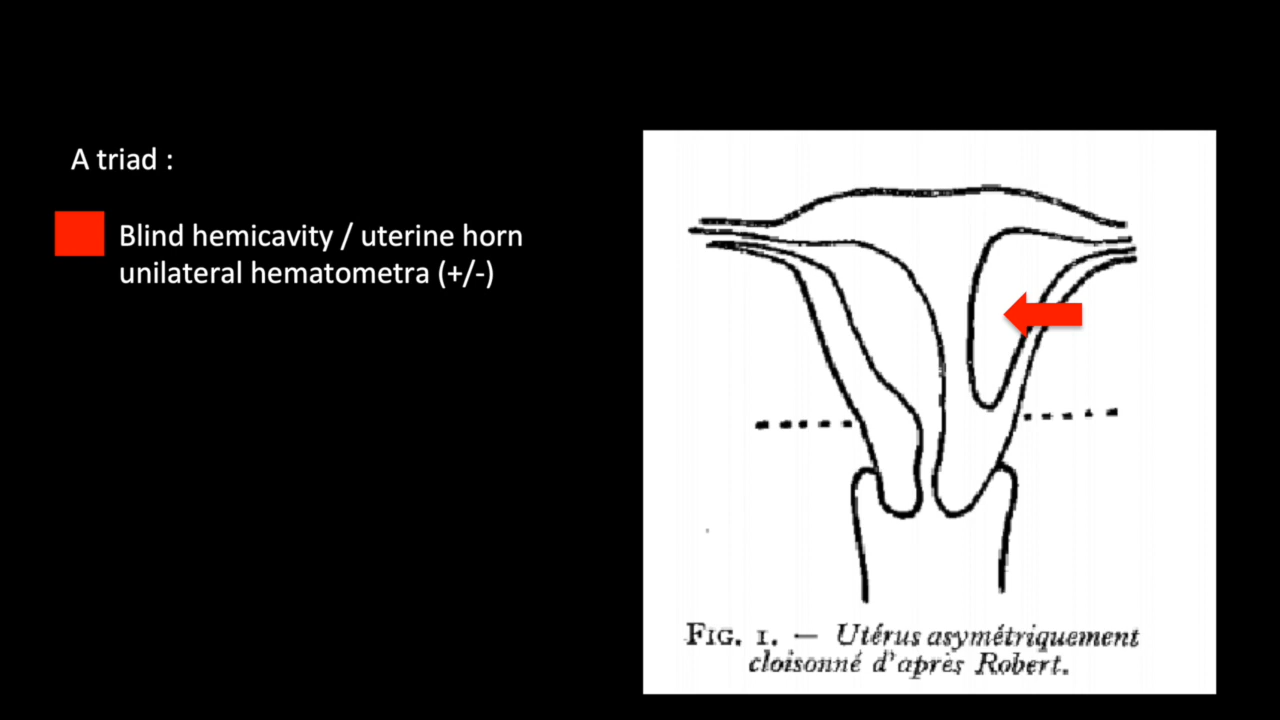 A triad :
Blind hemicavity / uterine horn
unilateral hematometra (+/-)
FIG. 1. — Utérus asymétriquement
cloisonné d'après Robert.